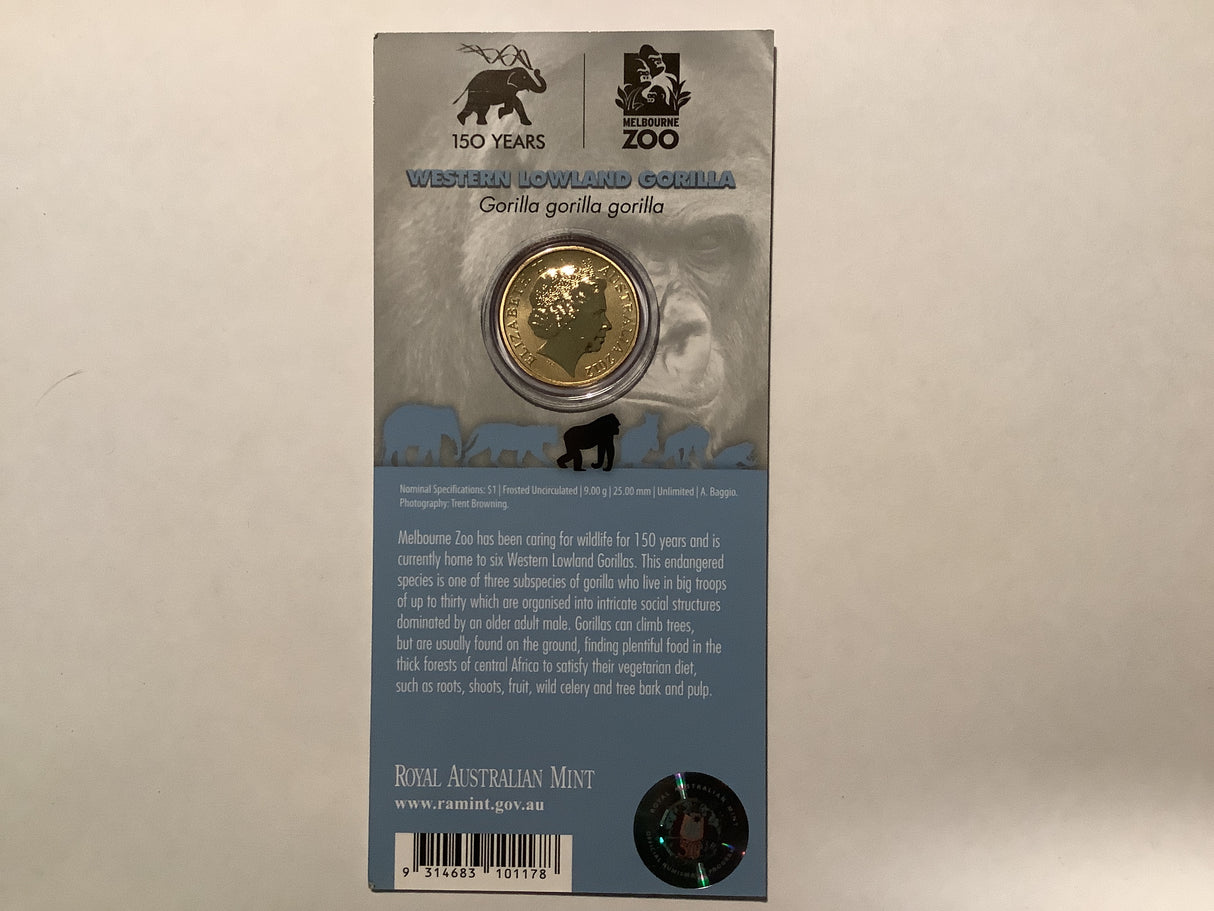 150 YEARS
MELBOURNE
ZOO
WESTERN LOWLAND GORILLA
Gorilla gorilla gorilla
ELIZABETH II AUSTRALIA 2012
Nominal Specifications: $1 | Frosted Uncirculated | 9.00 g | 25.00 mm | Unlimited | A. Baggio.
Photography: Trent Browning.
Melbourne Zoo has been caring for wildlife for 150 years and is
currently home to six Western Lowland Gorillas. This endangered
species is one of three subspecies of gorilla who live in big troops
of up to thirty which are organised into intricate social structures
dominated by an older adult male. Gorillas can climb trees,
but are usually found on the ground, finding plentiful food in the
thick forests of central Africa to satisfy their vegetarian diet,
such as roots, shoots, fruit, wild celery and tree bark and pulp.
ROYAL AUSTRALIAN MINT
www.ramint.gov.au
ROYAL AUSTRALIAN MINT
9 314683 101178